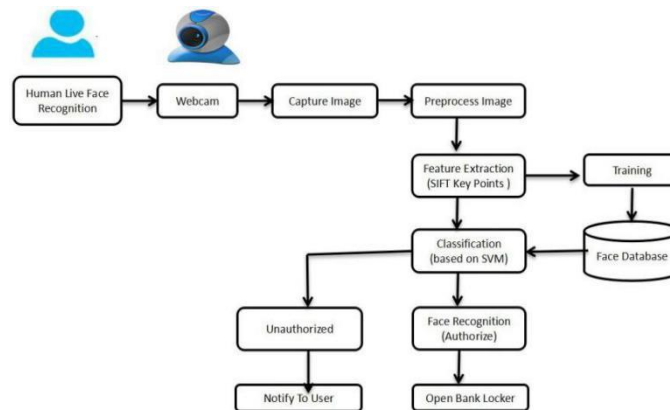 Human Live Face
Recognition
Webcam
Capture Image
Preprocess Image
Feature Extraction
(SIFT Key Points )
Training
Classification
(based on SVM)
Face Database
Unauthorized
Face Recognition
(Authorize)
Notify To User
Open Bank Locker